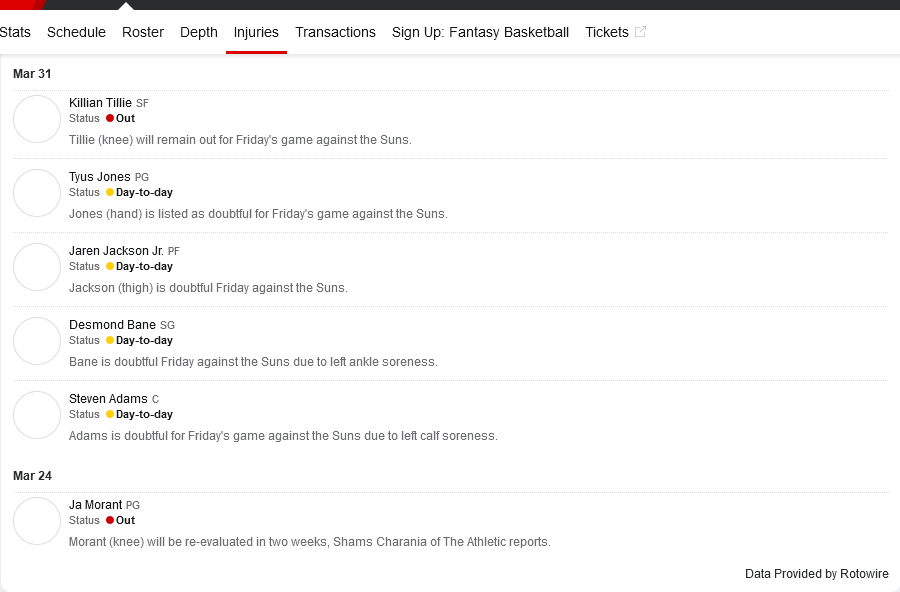 Stats Schedule Roster Depth Injuries Transactions Sign Up: Fantasy Basketball Tickets
Mar 31
Killian Tillie SF
Status Out
Tillie (knee) will remain out for Friday's game against the Suns.
Tyus Jones PG
Status Day-to-day
Jones (hand) is listed as doubtful for Friday's game against the Suns.
Jaren Jackson Jr. PF
Status Day-to-day
Jackson (thigh) is doubtful Friday against the Suns.
Desmond Bane SG
Status Day-to-day
Bane is doubtful Friday against the Suns due to left ankle soreness.
Steven Adams C
Status Day-to-day
Adams is doubtful for Friday's game against the Suns due to left calf soreness.
Mar 24
Ja Morant PG
Status Out
Morant (knee) will be re-evaluated in two weeks, Shams Charania of The Athletic reports.
Data Provided by Rotowire